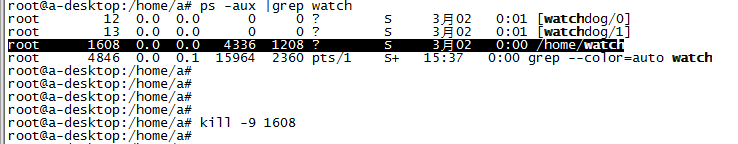 root@a-desktop:/home/a# ps -aux |grep watch
root 12 0.0 0.0 0 0 ? S 3月02 0:01 [watchdog/0]
root 13 0.0 0.0 0 0 ? S 3月02 0:01 [watchdog/1]
root 1608 0.0 0.0 4336 1208 ? S 3月02 0:00 /home/watch
root 4846 0.0 0.1 15964 2360 pts/1 S+ 15:37 0:00 grep --color=auto watch
root@a-desktop:/home/a#
root@a-desktop:/home/a#
root@a-desktop:/home/a#
root@a-desktop:/home/a# kill -9 1608
root@a-desktop:/home/a#